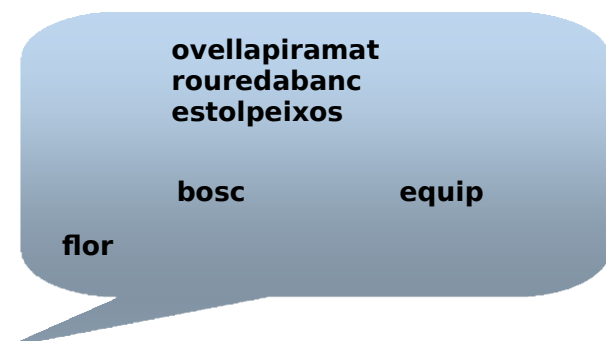 ovellapiramat
rouredabanc
estolpeixos
bosc equip
flor